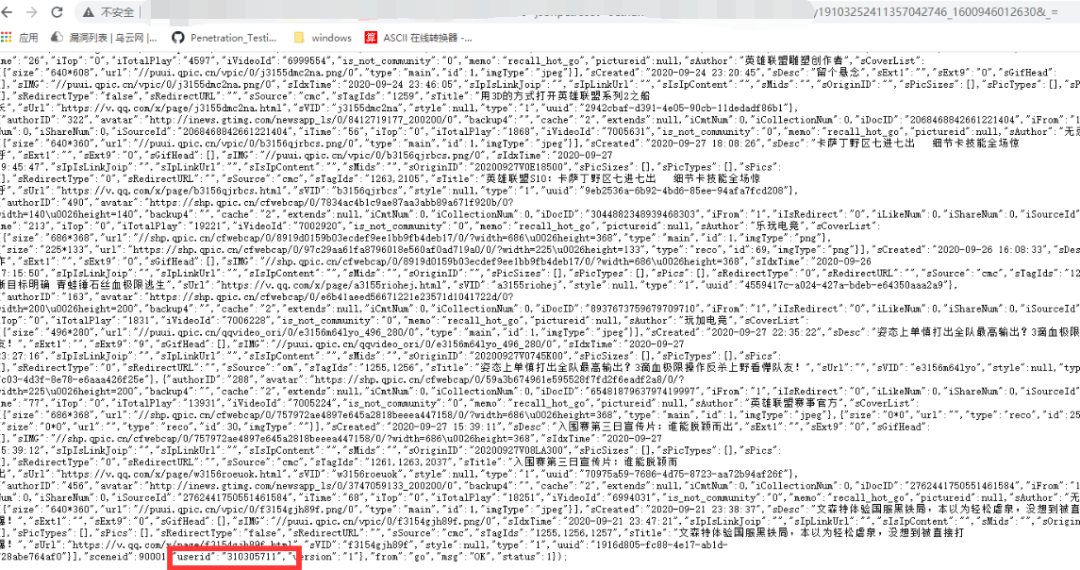 不安全
/19103252411357042746_1600946012630&_=
应用 漏洞列表 | 乌云网 |... Penetration_Testi... windows ASCII 在线转换器 -...
ime":"26","iTop":"0","iTotalPlay":"4597","iVideoId":"6999554","is_not_community":"0","memo":"recall_hot_go","pictureid":null,"sAuthor":"英雄联盟雕塑创作者","sCoverList":
[{"size":"640*608","url":"//puui.qpic.cn/vpic/0/j3155dmc2na.png/0","type":"main","id":1,"imgType":"jpeg"}],"sCreated":"2020-09-24 23:20:45","sDesc":"留个悬念","sExt1":"","sExt9":"0","sGifHead":
[],"sIMG":"//puui.qpic.cn/vpic/0/j3155dmc2na.png/0","sIdxTime":"2020-09-24 23:46:05","sIpIsLinkJoip":"","sIpLinkUrl":"","sIsIpContent":"","sMids":"","sOriginID":"","sPicSizes":[],"sPicTypes":[],"sPics":
[],"sRedirectType":"false","sRedirectURL":"","sSource":"cmc","sTagIds":"1259","sTitle":"用3D的方式打开英雄联盟系列2之船
","sUrl":"https://v.qq.com/x/page/j3155dmc2na.html","sVID":"j3155dmc2na","style":null,"type":"1","uuid":"2942cbaf-d391-4e05-90cb-11dedadf86b1"},
"authorID":"322","avatar":"http://inews.gtimg.com/newsapp_ls/0/8412719177_200200/0","backup4":"","cache":"2","extends":null,"iCmtNum":0,"iCollectionNum":0,"iDocID":"2068468842661221404","iFrom":"1","iIsRedirect":"0","iLikeNum":
Num":0,"iShareNum":0,"iSourceId":"2068468842661221404","iTime":"56","iTop":"0","iTotalPlay":"1868","iVideoId":"7005631","is_not_community":"0","memo":"recall_hot_go","pictureid":null,"sAuthor":"无
[{"size":"640*360","url":"//puui.qpic.cn/vpic/0/b3156qjrbcs.png/0","type":"main","id":1,"imgType":"jpeg"}],"sCreated":"2020-09-27 18:08:26","sDesc":"卡萨丁野区七进七出 细节卡技能全场惊
","sExt1":"","sExt9":"0","sGifHead":[],"sIMG":"//puui.qpic.cn/vpic/0/b3156qjrbcs.png/0","sIdxTime":"2020-09-27
9:45:47","sIpIsLinkJoip":"","sIpLinkUrl":"","sIsIpContent":"","sMids":"","sOriginID":"20200927V0E18500","sPicSizes":[],"sPicTypes":[],"sPics":
[],"sRedirectType":"0","sRedirectURL":"","sSource":"cmc","sTagIds":"1263,2105","sTitle":"英雄联盟S10：卡萨丁野区七进七出 细节卡技能全场惊
","sUrl":"https://v.qq.com/x/page/b3156qjrbcs.html","sVID":"b3156qjrbcs","style":null,"type":"1","uuid":"9eb2536a-6b92-4bd6-85ee-94afa7fcd208"},
"authorID":"490","avatar":"https://shp.qpic.cn/cfwebcap/0/7834ac4b1c9ae87aa3abb89a671f920b/0/?
width=140\u0026height=140","backup4":"","cache":"2","extends":null,"iCmtNum":0,"iCollectionNum":0,"iDocID":"3044882348939468303","iFrom":"1","iIsRedirect":"0","iLikeNum":0,"iShareNum":0,"iSourceId"
"213","iTop":"0","iTotalPlay":"19221","iVideoId":"7002920","is_not_community":"0","memo":"recall_hot_go","pictureid":null,"sAuthor":"乐玩电竞","sCoverList":
[{"size":"686*368","url":"//shp.qpic.cn/cfwebcap/0/8919d0159b03ecdef9ee1bb9fb4deb17/0/?width=686\u0026height=368","type":"main","id":1,"imgType":"png"},
{"size":"225*133","url":"//shp.qpic.cn/cfwebcap/0/97c29aa61fa8796018e560af0ad719a0/0/?width=225\u0026height=133","type":"reco","id":69,"imgType":"png"}],"sCreated":"2020-09-26 16:08:33","sDes
","sExt1":"","sExt9":"0","sGifHead":[],"sIMG":"//shp.qpic.cn/cfwebcap/0/8919d0159b03ecdef9ee1bb9fb4deb17/0/?width=686\u0026height=368","sIdxTime":"2020-09-26
7:15:50","sIpIsLinkJoip":"","sIpLinkUrl":"","sIsIpContent":"","sMids":"","sOriginID":"","sPicSizes":[],"sPicTypes":[],"sPics":[],"sRedirectType":"0","sRedirectURL":"","sSource":"cmc","sTagIds":"12
晰目标明确 青蛙锤石丝血极限逃生","sUrl":"https://v.qq.com/x/page/a3155riohej.html","sVID":"a3155riohej","style":null,"type":"1","uuid":"4559417c-a024-427a-bdeb-e64350aaa2a9"},
"authorID":"163","avatar":"https://shp.qpic.cn/cfwebcap/0/e6b41aeed56671221e23571d1041722d/0/?
width=200\u0026height=200","backup4":"","cache":"2","extends":null,"iCmtNum":0,"iCollectionNum":0,"iDocID":"8937673759679709710","iFrom":"1","iIsRedirect":"0","iLikeNum":0,"iShareNum":0,"iSourceId"
"iTop":"0","iTotalPlay":"1831","iVideoId":"7006228","is_not_community":"0","memo":"recall_hot_go","pictureid":null,"sAuthor":"玩加电竞","sCoverList":
[{"size":"496*280","url":"//puui.qpic.cn/qqvideo_ori/0/e3156m64lyo_496_280/0","type":"main","id":1,"imgType":"jpeg"}],"sCreated":"2020-09-27 22:35:22","sDesc":"姿态上单慎打出全队最高输出？3滴血极
友！","sExt1":"","sExt9":"9","sGifHead":[],"sIMG":"//puui.qpic.cn/qqvideo_ori/0/e3156m64lyo_496_280/0","sIdxTime":"2020-09-27
3:27:16","sIpIsLinkJoip":"","sIpLinkUrl":"","sIsIpContent":"","sMids":"","sOriginID":"20200927V0745K00","sPicSizes":[],"sPicTypes":[],"sPics":
[],"sRedirectType":"0","sRedirectURL":"","sSource":"om","sTagIds":"1255,1256","sTitle":"姿态上单慎打出全队最高输出？3滴血极限操作反杀上野看懵队友！","sUrl":"","sVID":"e3156m64lyo","style":null,"typ
7c03-4d3f-8e78-e6aaa426f25e"},{"authorID":"288","avatar":"https://shp.qpic.cn/cfwebcap/0/59a3b674961e595528f7fd2f6eadf2e8/0/?
width=225\u0026height=200","backup4":"","cache":"2","extends":null,"iCmtNum":0,"iCollectionNum":0,"iDocID":"6548187963797419997","iFrom":"1","iIsRedirect":"0","iLikeNum":0,"iShareNum":0,"iSourceId"
"77","iTop":"0","iTotalPlay":"13931","iVideoId":"7005224","is_not_community":"0","memo":"recall_hot_go","pictureid":null,"sAuthor":"英雄联盟赛事官方","sCoverList":
[{"size":"686*368","url":"//shp.qpic.cn/cfwebcap/0/757972ae4897e645a2818beeea447158/0/?width=686\u0026height=368","type":"main","id":1,"imgType":"jpeg"},{"size":"0*0","url":"","type":"reco","id":25
{"size":"0*0","url":"","type":"reco","id":30,"imgType":""}],"sCreated":"2020-09-27 15:39:11","sDesc":"入围赛第三日宣传片：谁能脱颖而出","sExt1":"","sExt9":"0","sGifHead":
[],"sIMG":"//shp.qpic.cn/cfwebcap/0/757972ae4897e645a2818beeea447158/0/?width=686\u0026height=368","sIdxTime":"2020-09-27
5:39:12","sIpIsLinkJoip":"","sIpLinkUrl":"","sIsIpContent":"","sMids":"","sOriginID":"20200927V08LA300","sPicSizes":[],"sPicTypes":[],"sPics":
[],"sRedirectType":"0","sRedirectURL":"","sSource":"cmc","sTagIds":"1261,1263,2037","sTitle":"入围赛第三日宣传片：谁能脱颖而
出","sUrl":"https://v.qq.com/x/page/w3156roeuok.html","sVID":"w3156roeuok","style":null,"type":"1","uuid":"70975a59-7686-4d75-8723-aa72b94af26f"},
"authorID":"456","avatar":"https://inews.gtimg.com/newsapp_ls/0/3747059133_200200/0","backup4":"","cache":"2","extends":null,"iCmtNum":0,"iCollectionNum":0,"iDocID":"2762441750551461584","iFrom":"1
Num":0,"iShareNum":0,"iSourceId":"2762441750551461584","iTime":"68","iTop":"0","iTotalPlay":"18251","iVideoId":"6994031","is_not_community":"0","memo":"recall_hot_go","pictureid":null,"sAuthor":"无
[{"size":"640*360","url":"//puui.qpic.cn/vpic/0/f3154gjh89f.png/0","type":"main","id":1,"imgType":"jpeg"}],"sCreated":"2020-09-21 23:38:37","sDesc":"文森特体验国服黑铁局，本以为轻松虐泉，没想到被直
爆！","sExt1":"","sExt9":"0","sGifHead":[],"sIMG":"//puui.qpic.cn/vpic/0/f3154gjh89f.png/0","sIdxTime":"2020-09-21 23:47:21","sIpIsLinkJoip":"","sIpLinkUrl":"","sIsIpContent":"","sMids":"","sOrigin
[],"sRedirectType":"0","sRedirectURL":"","sSource":"cmc","sTagIds":"1255,1256,1257","sTitle":"文森特体验国服黑铁局，本以为轻松虐泉，没想到被直接打
爆！","sUrl":"https://v.qq.com/x/page/f3154gjh89f.html","sVID":"f3154gjh89f","style":null,"type":"1","uuid":"1916d805-fc88-4e17-ab1d-
28abe764af0"}],"sceneid":90001,"userid":"310305711","version":"1"},"from":"go","msg":"OK","status":1});